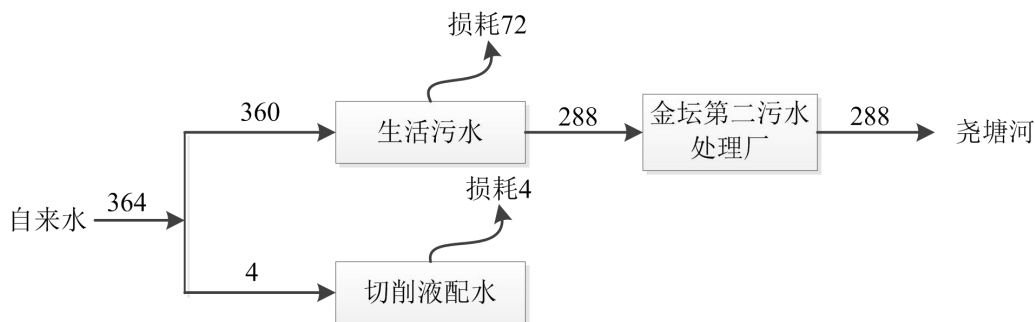 损耗72
360
生活污水
288
金坛第二污水
处理厂
288
尧塘河
自来水
364
损耗4
4
切削液配水